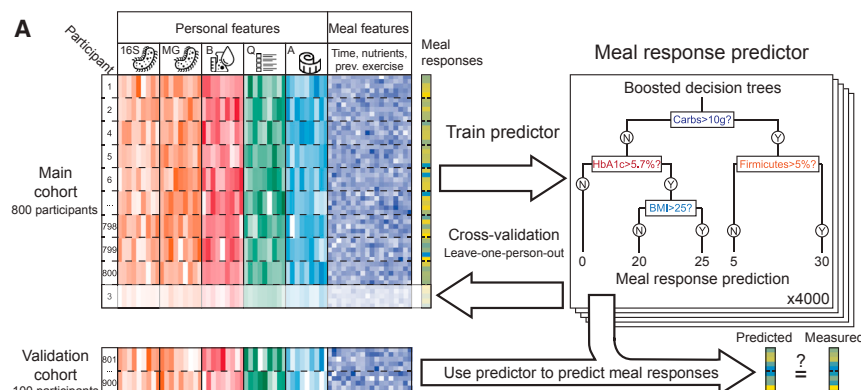 A
Personal features
Meal features
Participant
16S
MG
B
Q
A
Time, nutrients,
prev. exercise
Meal
responses
1
2
4
5
6
...
798
799
800
3
Main
cohort
800 participants
Train predictor
Cross-validation
Leave-one-person-out
Meal response predictor
Boosted decision trees
Carbs>10g?
N
Y
HbA1c>5.7%?
Firmicutes>5%?
N
Y
N
Y
BMI>25?
N
Y
0
20
25
5
30
Meal response prediction
x4000
Validation
cohort
100 participants
801
...
900
Use predictor to predict meal responses
Predicted
Measured
?
=